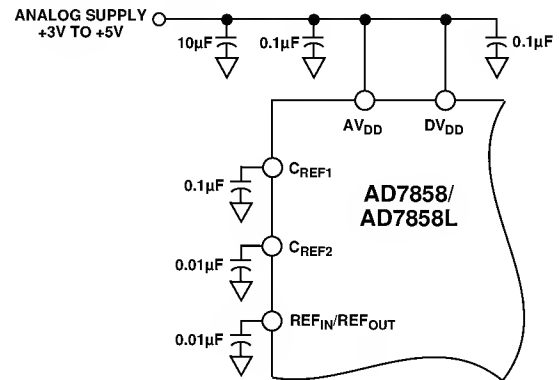 ANALOG SUPPLY
+3V TO +5V
10µF
0.1µF
0.1µF
AVDD
DVDD
CREF1
0.1µF
AD7858/
AD7858L
CREF2
0.01µF
REFIN/REFOUT
0.01µF